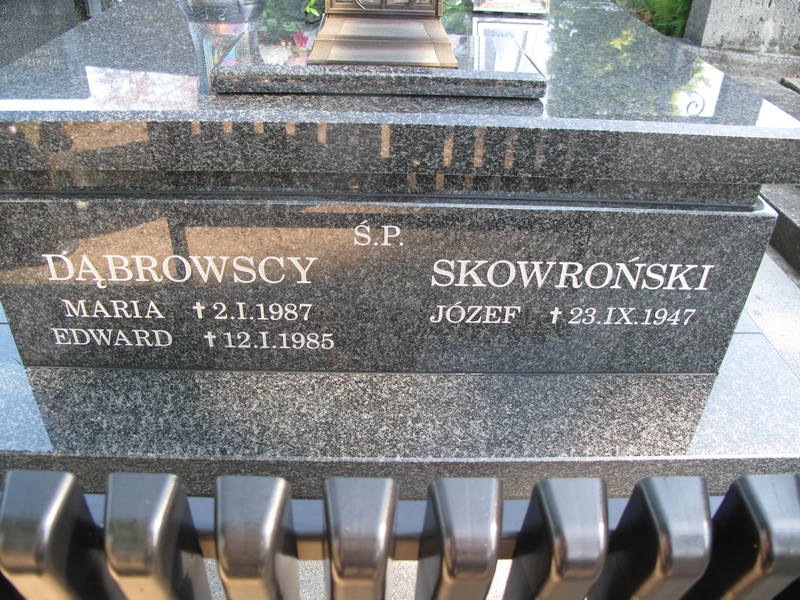 Ś.P.
DĄBROWSCY
MARIA † 2.I.1987
EDWARD † 12.I.1985
SKOWROŃSKI
JÓZEF † 23.IX.1947